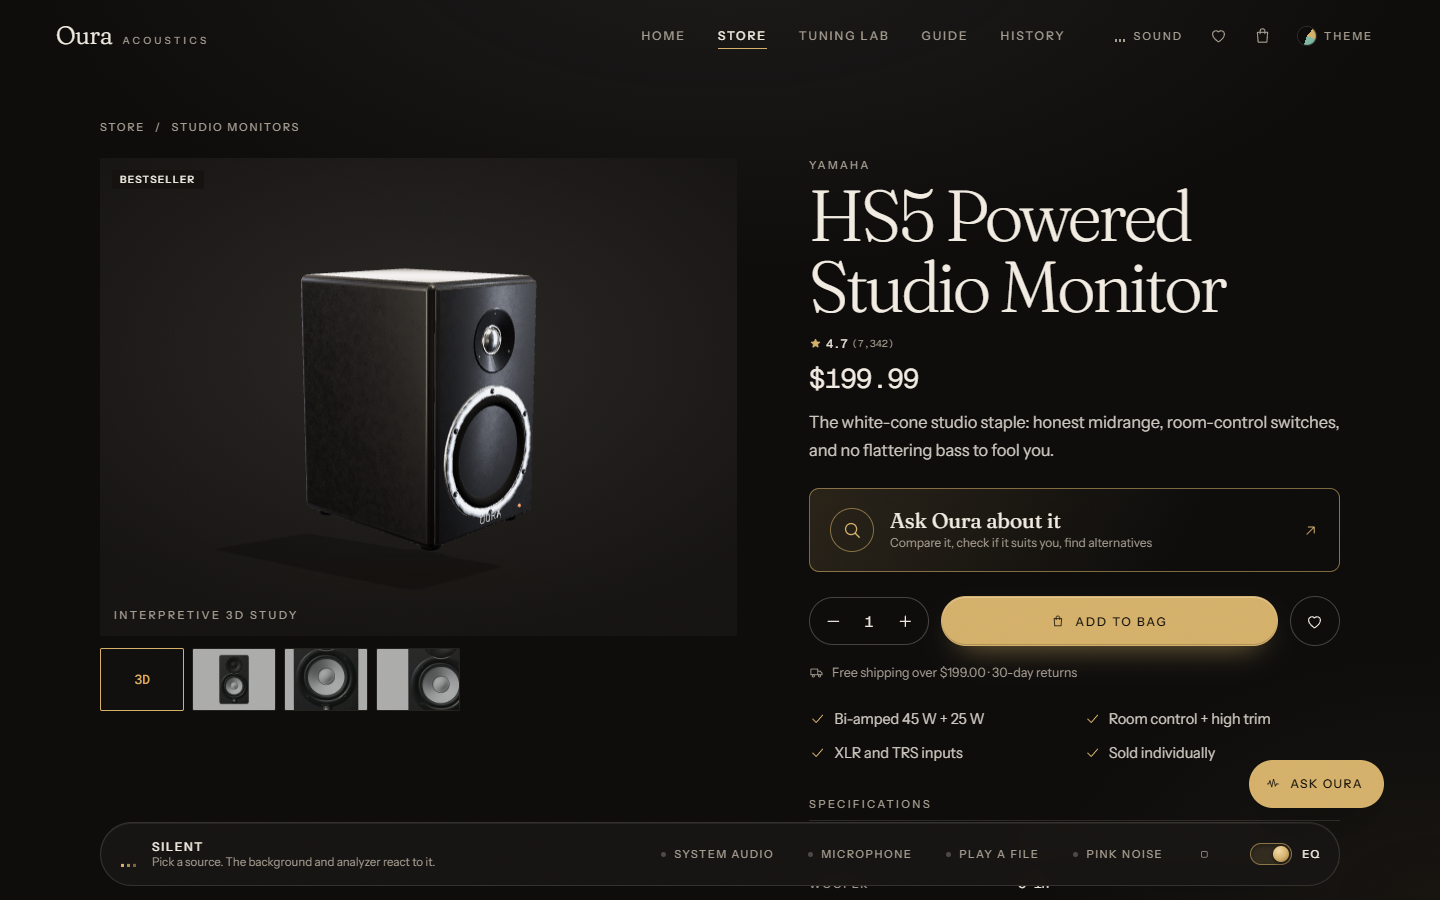 Oura ACOUSTICS
HOME STORE TUNING LAB GUIDE HISTORY SOUND THEME
STORE / STUDIO MONITORS
BESTSELLER
OURA
INTERPRETIVE 3D STUDY
3D
YAMAHA
HS5 Powered
Studio Monitor
4.7 (7,342)
$199.99
The white-cone studio staple: honest midrange, room-control switches,
and no flattering bass to fool you.
Ask Oura about it
Compare it, check if it suits you, find alternatives
1
ADD TO BAG
Free shipping over $199.00 · 30-day returns
Bi-amped 45 W + 25 W
Room control + high trim
XLR and TRS inputs
Sold individually
ASK OURA
SPECIFICATIONS
SILENT
Pick a source. The background and analyzer react to it.
SYSTEM AUDIO MICROPHONE PLAY A FILE PINK NOISE EQ